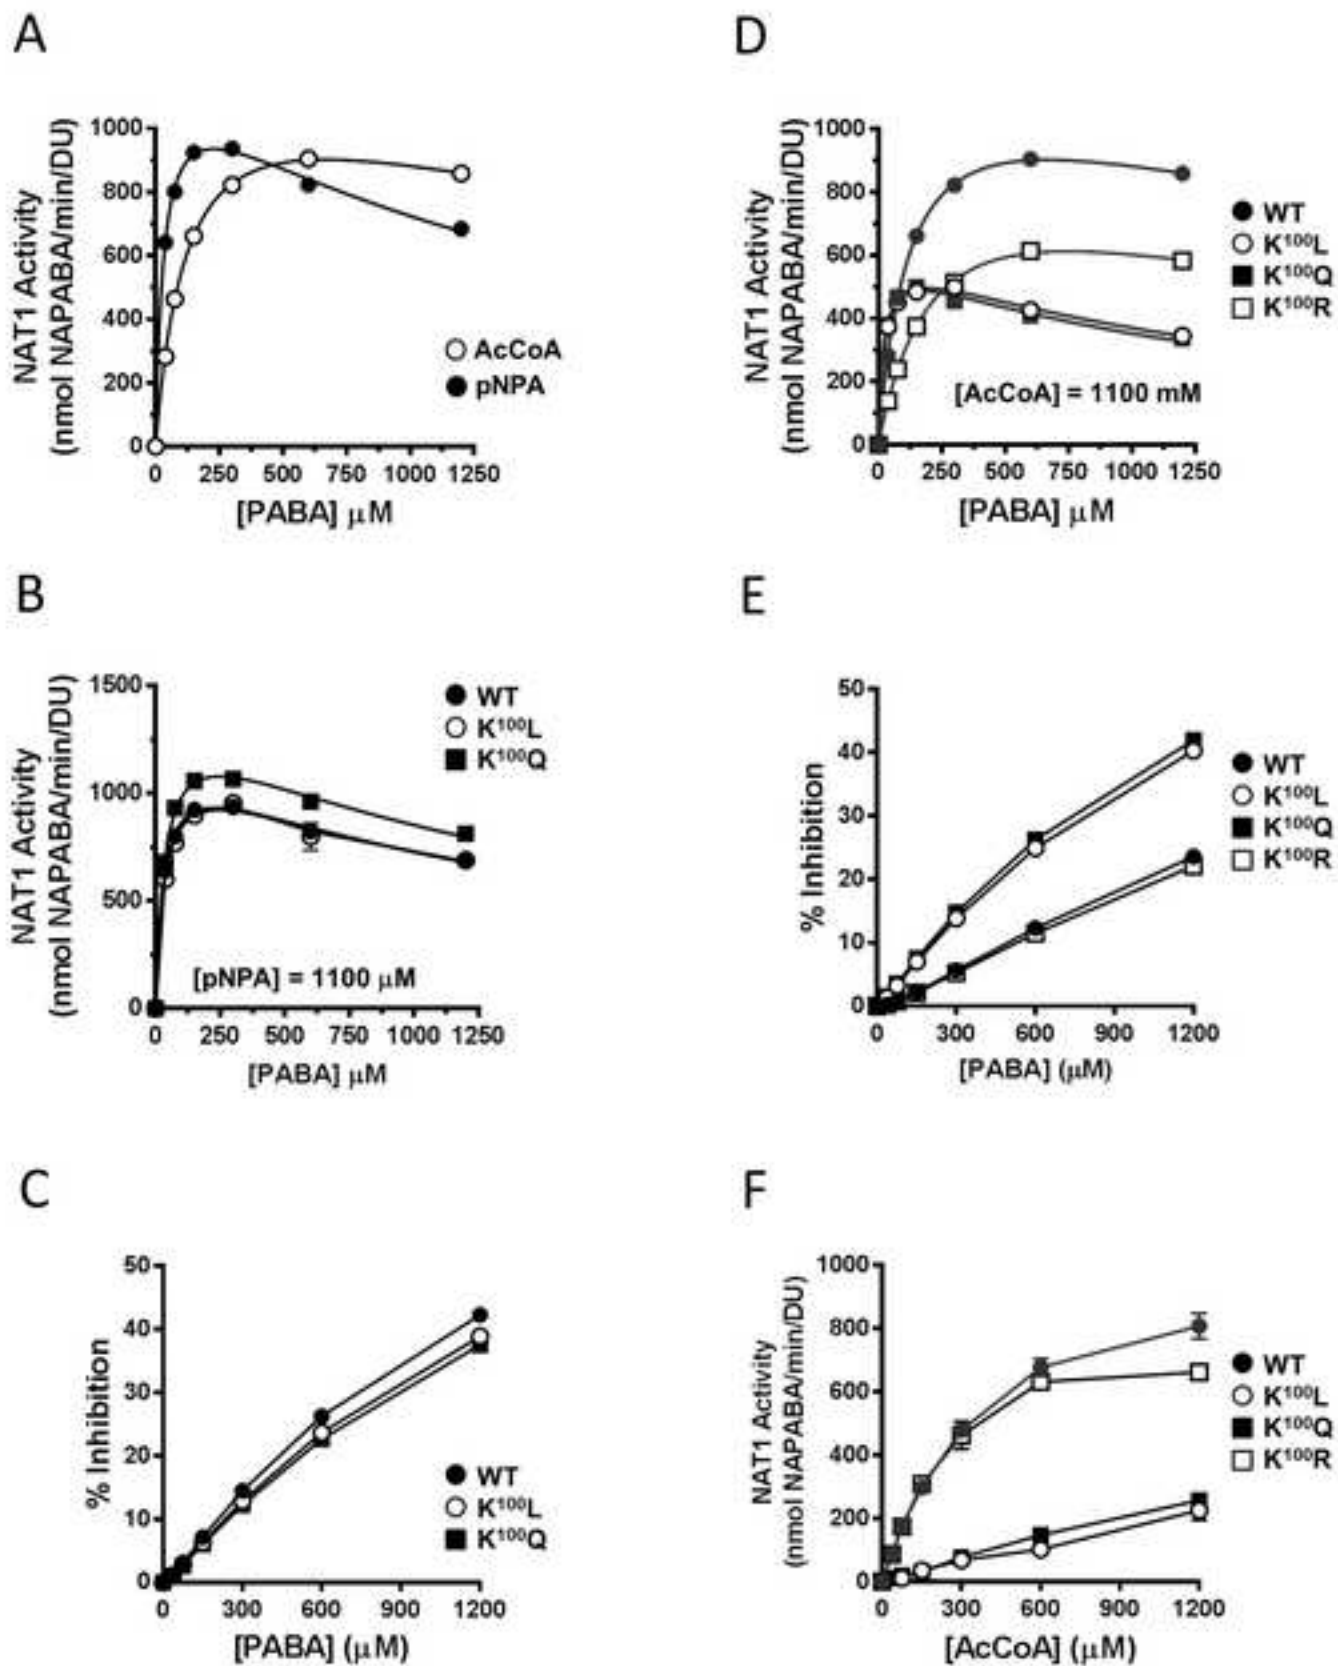 A
NAT1 Activity
(nmol NAPABA/min/DU)
1000
800
600
400
200
0
AcCoA
pNPA
0 250 500 750 1000 1250
[PABA] μM
D
NAT1 Activity
(nmol NAPABA/min/DU)
1000
800
600
400
200
0
WT
K¹⁰⁰L
K¹⁰⁰Q
K¹⁰⁰R
[AcCoA] = 1100 mM
0 250 500 750 1000 1250
[PABA] μM
B
NAT1 Activity
(nmol NAPABA/min/DU)
1500
1000
500
0
WT
K¹⁰⁰L
K¹⁰⁰Q
[pNPA] = 1100 μM
0 250 500 750 1000 1250
[PABA] μM
E
% Inhibition
50
40
30
20
10
0
WT
K¹⁰⁰L
K¹⁰⁰Q
K¹⁰⁰R
0 300 600 900 1200
[PABA] (μM)
C
% Inhibition
50
40
30
20
10
0
WT
K¹⁰⁰L
K¹⁰⁰Q
0 300 600 900 1200
[PABA] (μM)
F
NAT1 Activity
(nmol NAPABA/min/DU)
1000
800
600
400
200
0
WT
K¹⁰⁰L
K¹⁰⁰Q
K¹⁰⁰R
0 300 600 900 1200
[AcCoA] (μM)